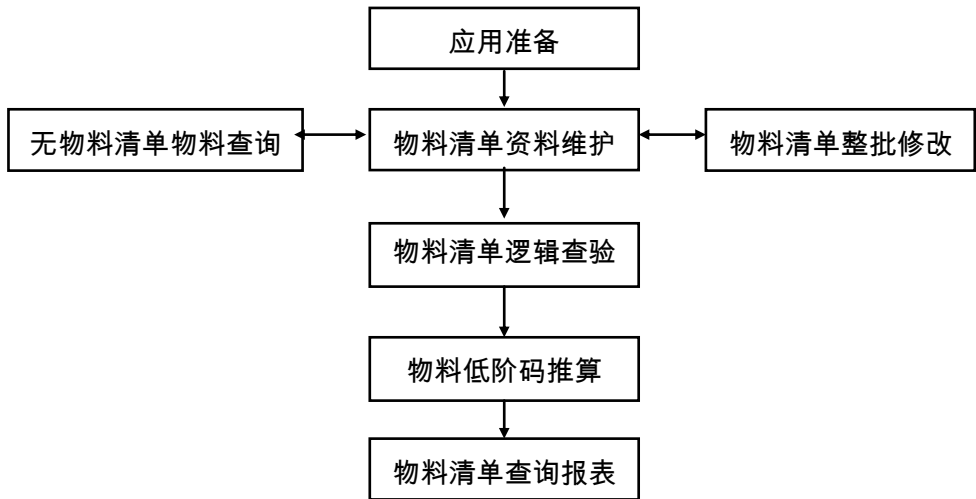 应用准备
无物料清单物料查询
物料清单资料维护
物料清单整批修改
物料清单逻辑查验
物料低阶码推算
物料清单查询报表